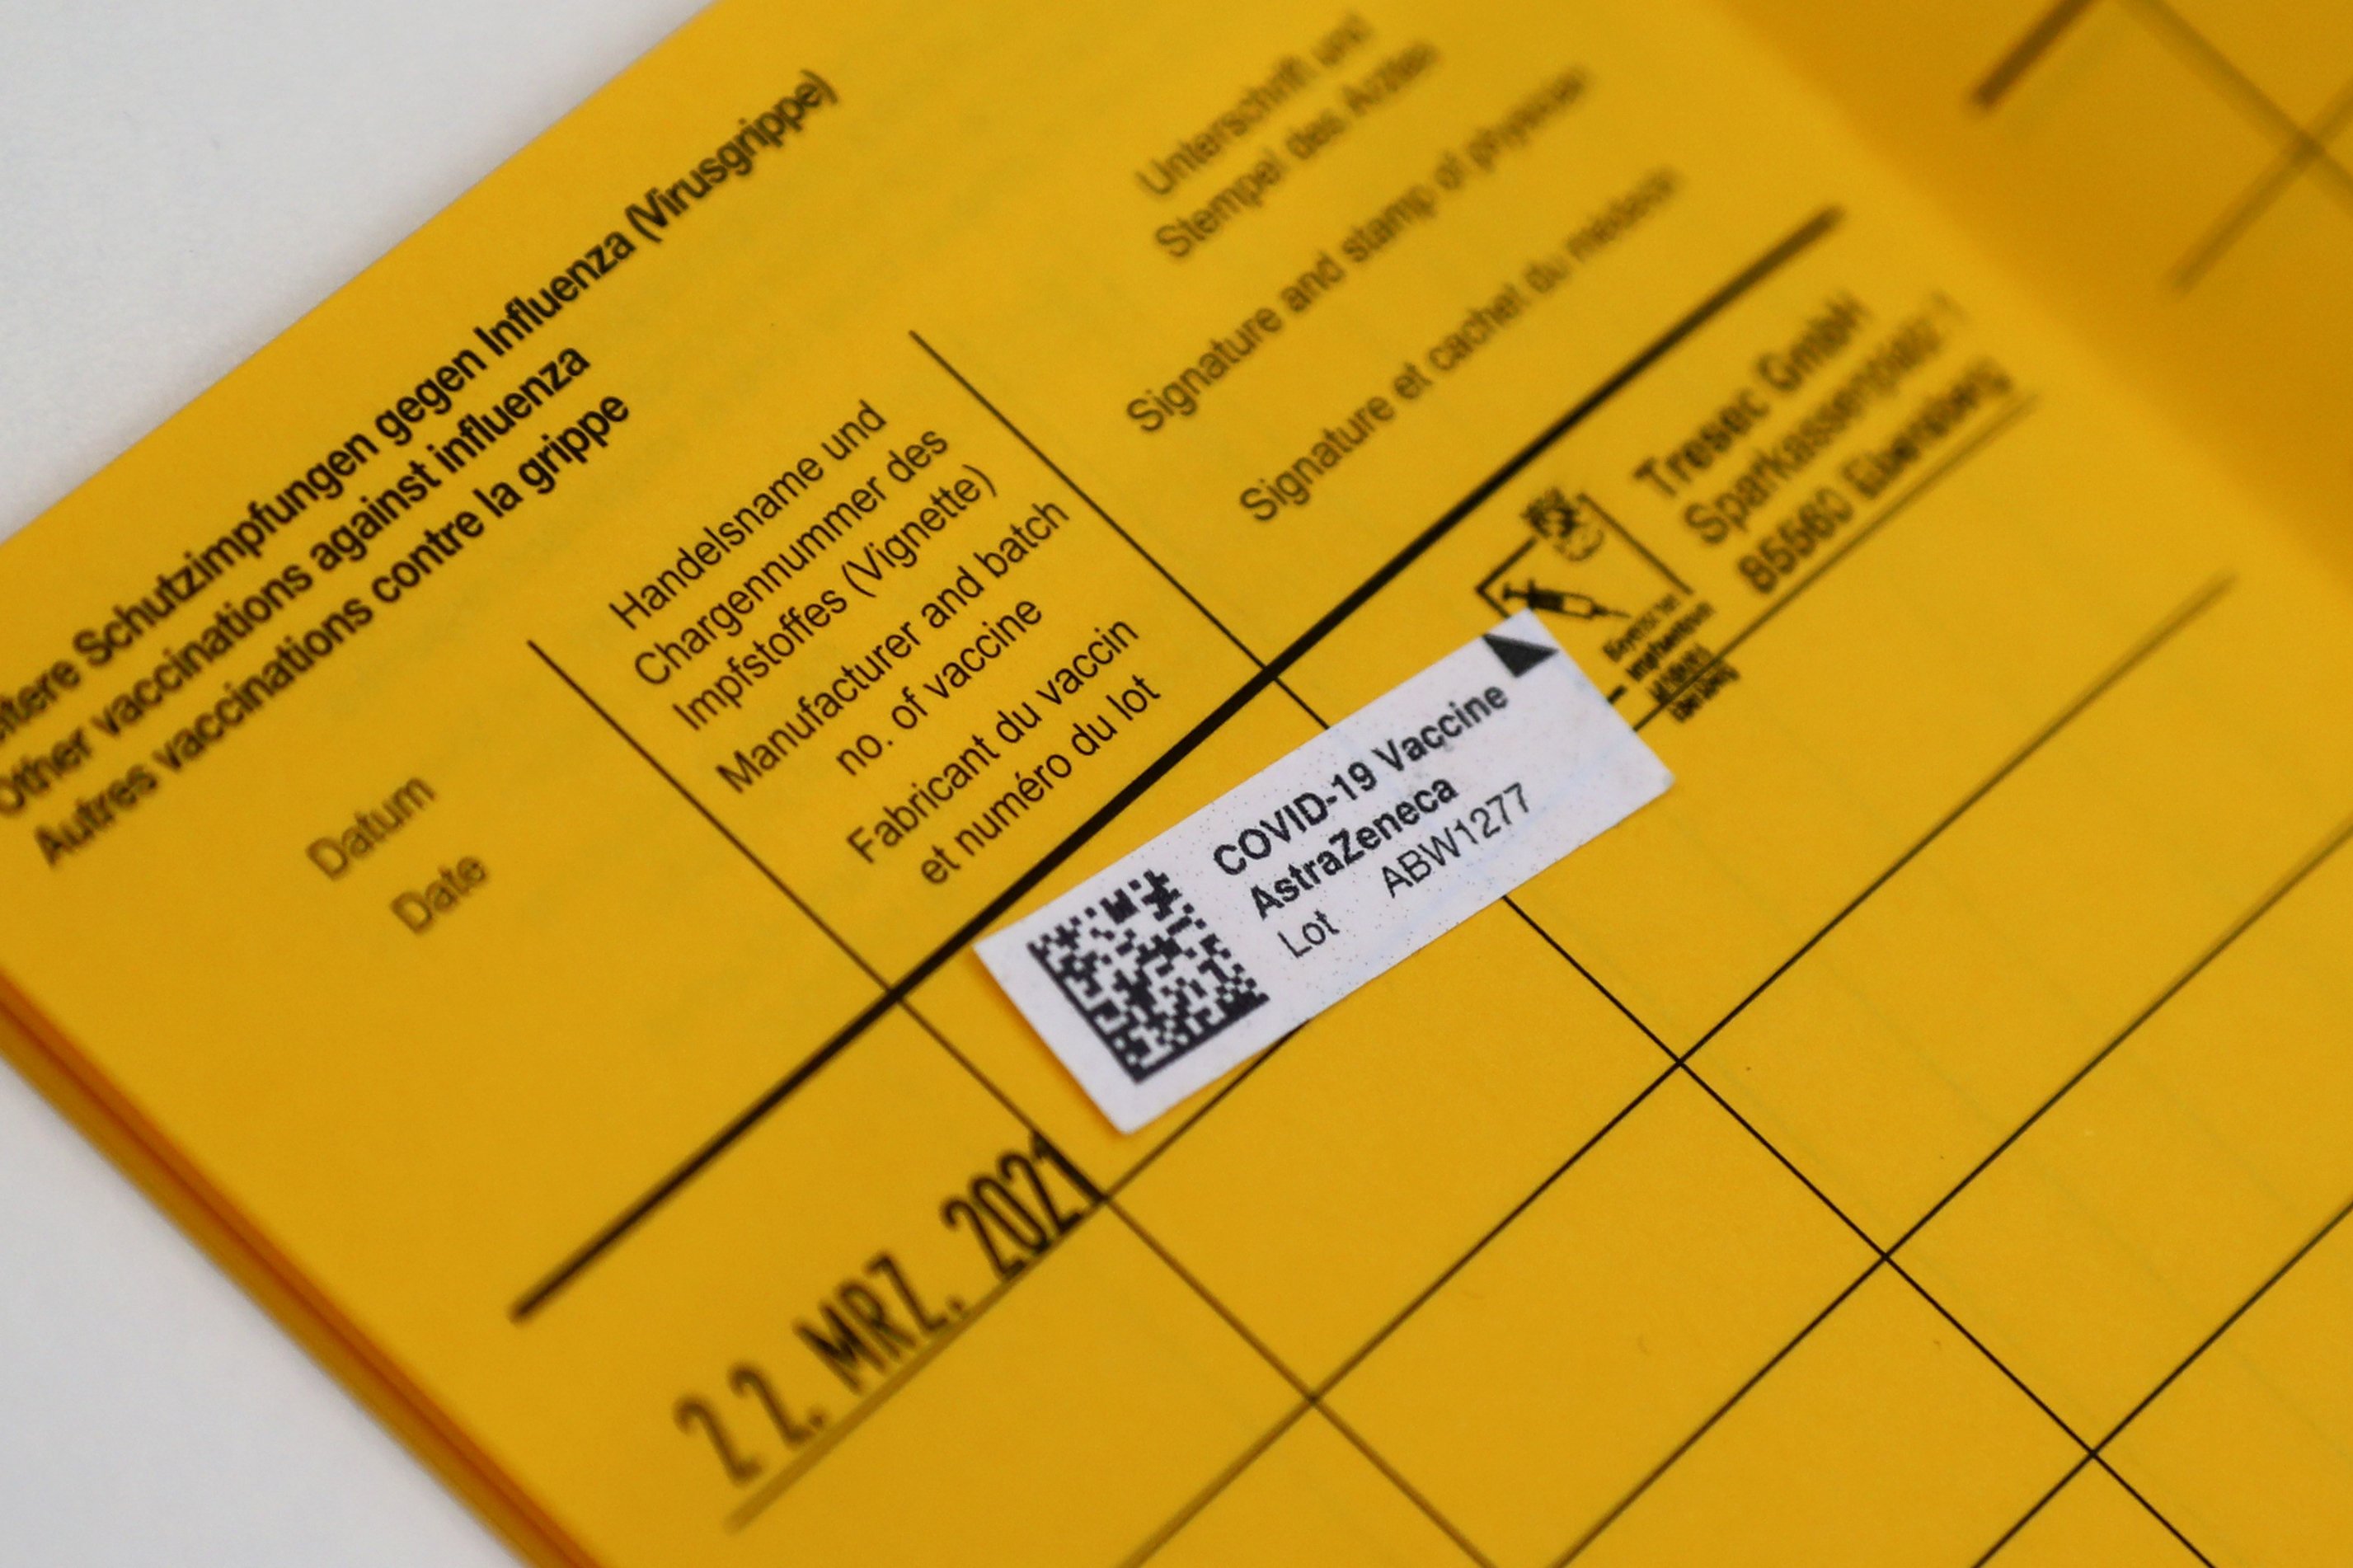 itere Schutzimpfungen gegen Influenza (Virusgrippe)
Other vaccinations against influenza
Autres vaccinations contre la grippe
Datum
Date
Handelsname und
Chargennummer des
Impfstoffes (Vignette)
Manufacturer and batch
no. of vaccine
Fabricant du vaccin
et numéro du lot
Unterschrift und
Stempel des Arztes
Signature and stamp of physician
Signature et cachet du médecin
22. MRZ. 2021
COVID-19 Vaccine
AstraZeneca
Lot ABW1277
Tresec GmbH
Sparkassenplatz 1
85560 Ebersberg